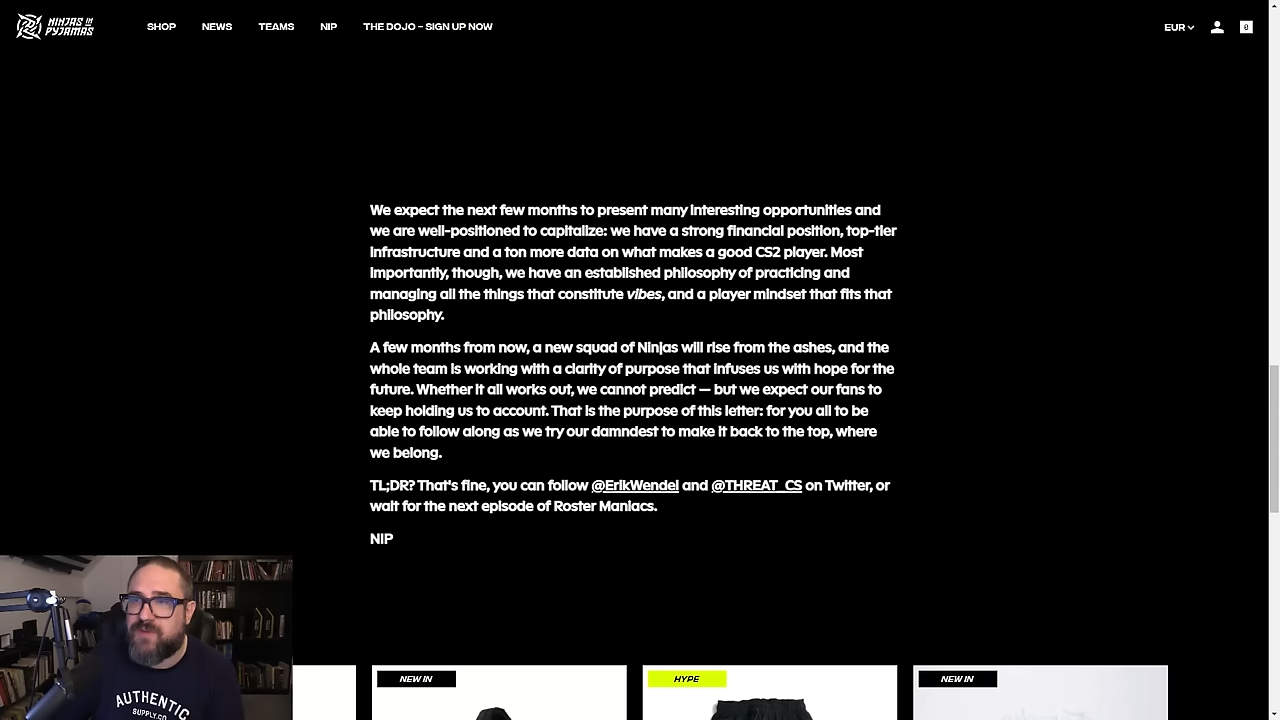 NINJAS IN
PYJAMAS
SHOP
NEWS
TEAMS
NIP
THE DOJO – SIGN UP NOW
EUR
0
We expect the next few months to present many interesting opportunities and
we are well-positioned to capitalize: we have a strong financial position, top-tier
infrastructure and a ton more data on what makes a good CS2 player. Most
importantly, though, we have an established philosophy of practicing and
managing all the things that constitute vibes, and a player mindset that fits that
philosophy.
A few months from now, a new squad of Ninjas will rise from the ashes, and the
whole team is working with a clarity of purpose that infuses us with hope for the
future. Whether it all works out, we cannot predict — but we expect our fans to
keep holding us to account. That is the purpose of this letter: for you all to be
able to follow along as we try our damndest to make it back to the top, where
we belong.
TL;DR? That's fine, you can follow @ErikWendel and @THREAT_CS on Twitter, or
wait for the next episode of Roster Maniacs.
NIP
AUTHENTIC
SUPPLY.CO
NEW IN
HYPE
NEW IN